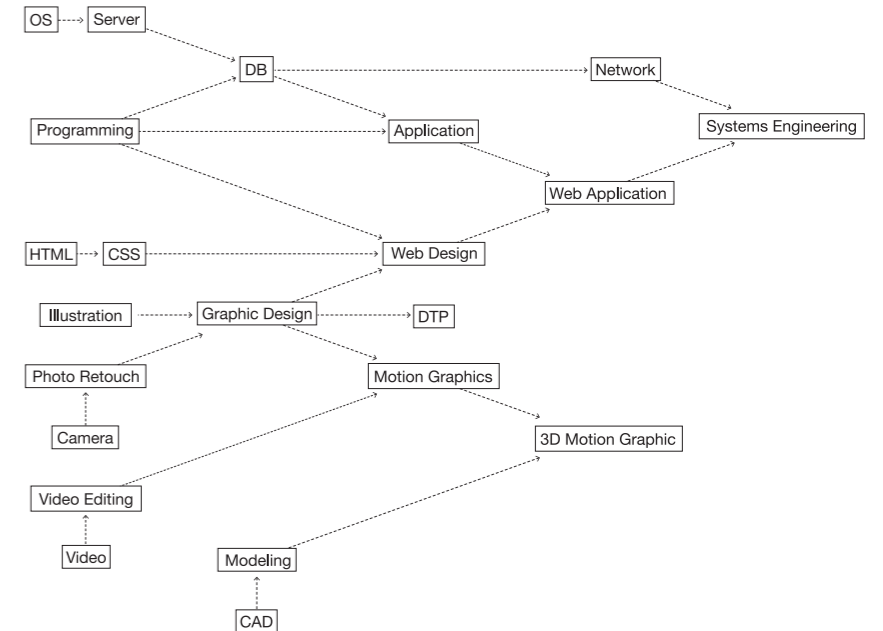 OS
Server
DB
Network
Programming
Application
Systems Engineering
Web Application
HTML
CSS
Web Design
Illustration
Graphic Design
DTP
Photo Retouch
Motion Graphics
Camera
3D Motion Graphic
Video Editing
Video
Modeling
CAD